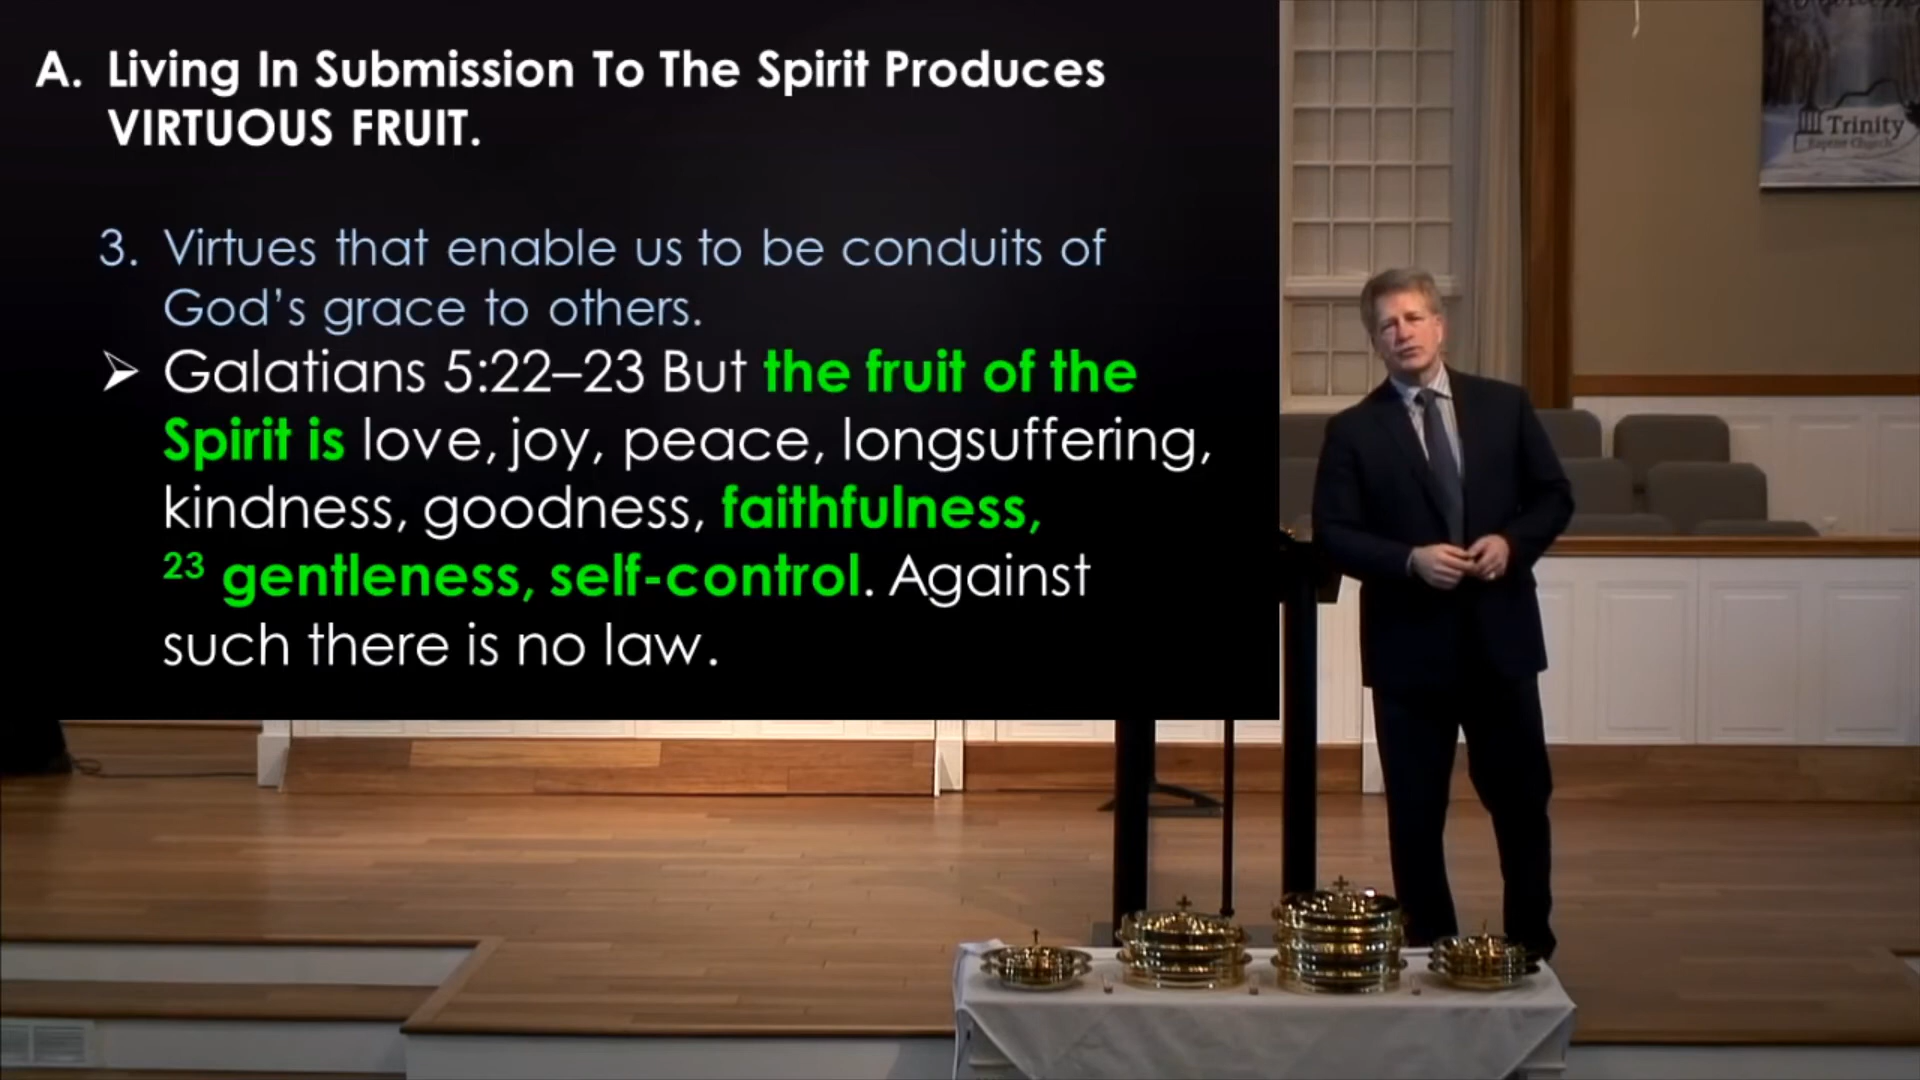 A. Living In Submission To The Spirit Produces
VIRTUOUS FRUIT.
3. Virtues that enable us to be conduits of
God's grace to others.
➢ Galatians 5:22–23 But the fruit of the
Spirit is love, joy, peace, longsuffering,
kindness, goodness, faithfulness,
23 gentleness, self-control. Against
such there is no law.
Trinity
Baptist Church